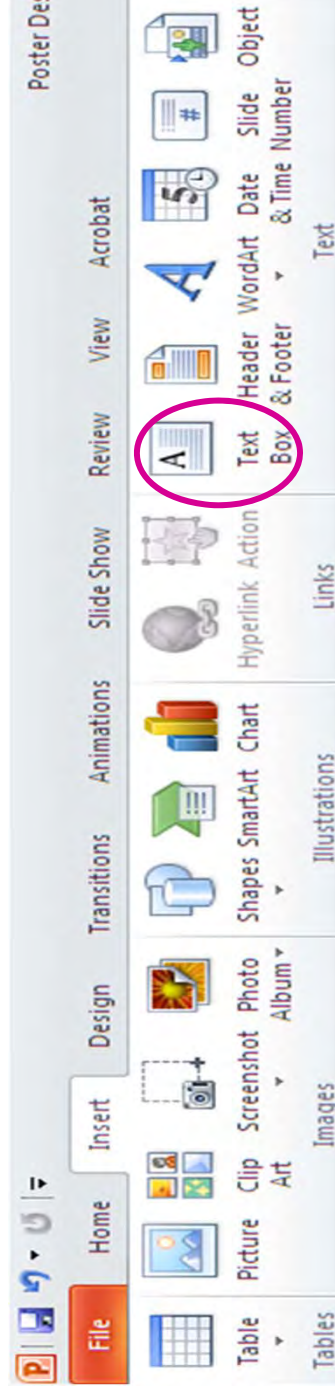 Poster Des
File Home Insert Design Transitions Animations Slide Show Review View Acrobat
Table Picture Clip Art Screenshot Photo Album Shapes SmartArt Chart Hyperlink Action Text Box Header & Footer WordArt Date & Time Slide Number Object
Tables Images Illustrations Links Text